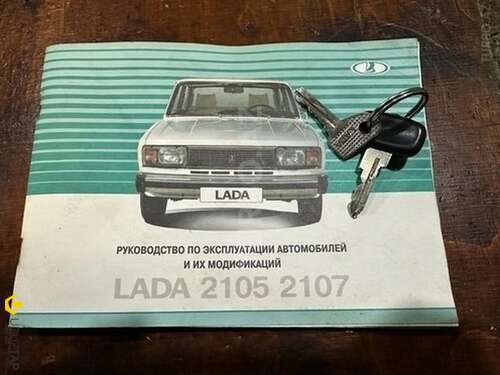 LADA
РУКОВОДСТВО ПО ЭКСПЛУАТАЦИИ АВТОМОБИЛЕЙ
И ИХ МОДИФИКАЦИЙ
LADA 2105 2107